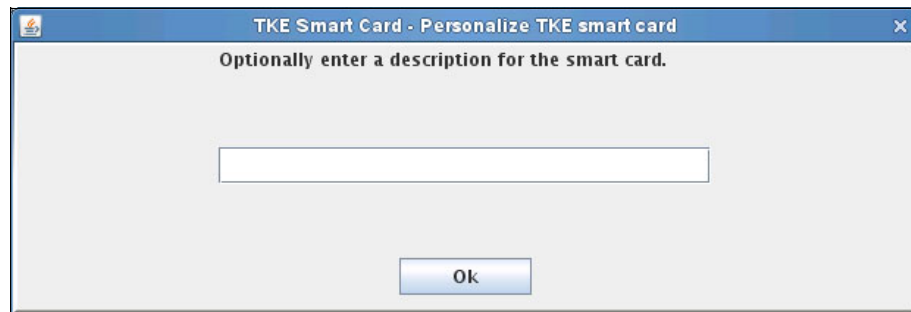 TKE Smart Card - Personalize TKE smart card
Optionally enter a description for the smart card.
Ok